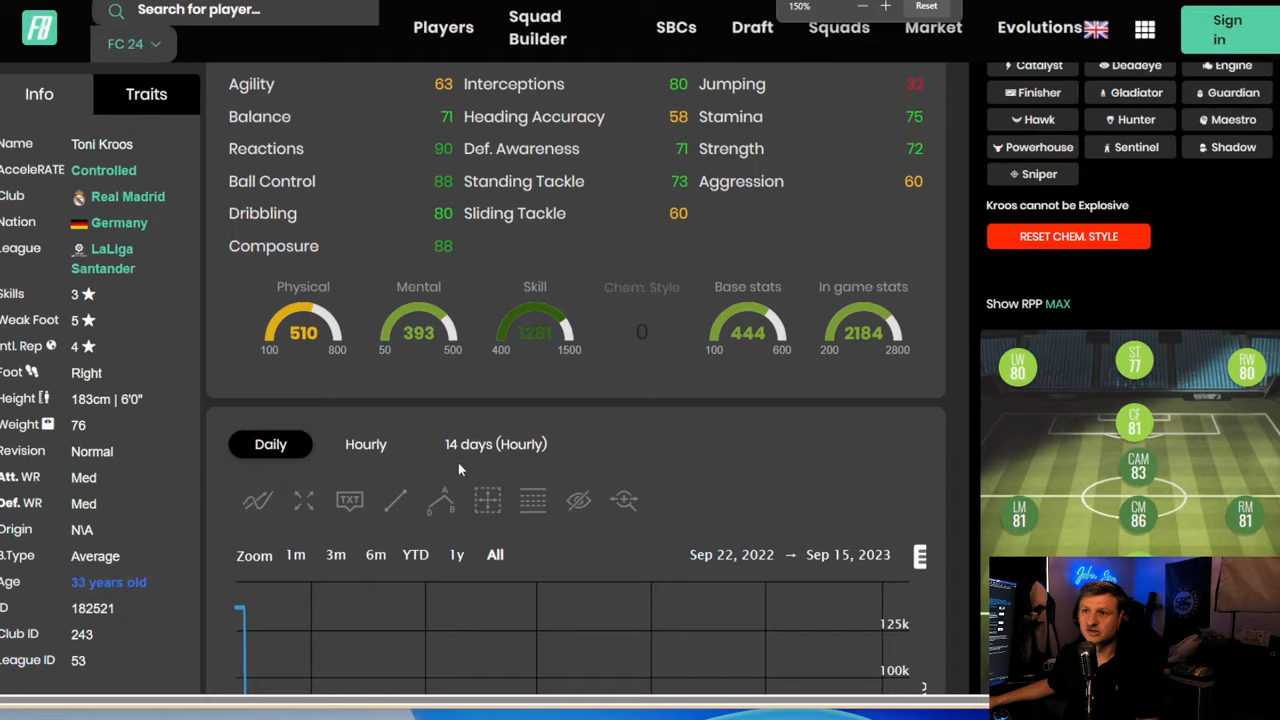 150%
Reset
Search for player...
FC 24
Players
Squad Builder
SBCs
Draft
Squads
Market
Evolutions
Sign in
Info
Traits
Name Toni Kroos
AcceleRATE Controlled
Club Real Madrid
Nation Germany
League LaLiga Santander
Skills 3
Weak Foot 5
Intl. Rep 4
Foot Right
Height 183cm | 6'0"
Weight 76
Revision Normal
Att. WR Med
Def. WR Med
Origin N\A
B.Type Average
Age 33 years old
ID 182521
Club ID 243
League ID 53
Agility 63 Interceptions 80 Jumping 32
Balance 71 Heading Accuracy 58 Stamina 75
Reactions 90 Def. Awareness 71 Strength 72
Ball Control 88 Standing Tackle 73 Aggression 60
Dribbling 80 Sliding Tackle 60
Composure 88
Physical Mental Skill Chem. Style Base stats In game stats
510 393 1281 0 444 2184
100 800 50 500 400 1500 100 600 200 2800
Daily Hourly 14 days (Hourly)
TXT A 0 B
Zoom 1m 3m 6m YTD 1y All Sep 22, 2022 → Sep 15, 2023
125k
100k
Catalyst Deadeye Engine
Finisher Gladiator Guardian
Hawk Hunter Maestro
Powerhouse Sentinel Shadow
Sniper
Kroos cannot be Explosive
RESET CHEM. STYLE
Show RPP MAX
LW 80
ST 77
RW 80
CF 81
CAM 83
LM 81
CM 86
RM 81